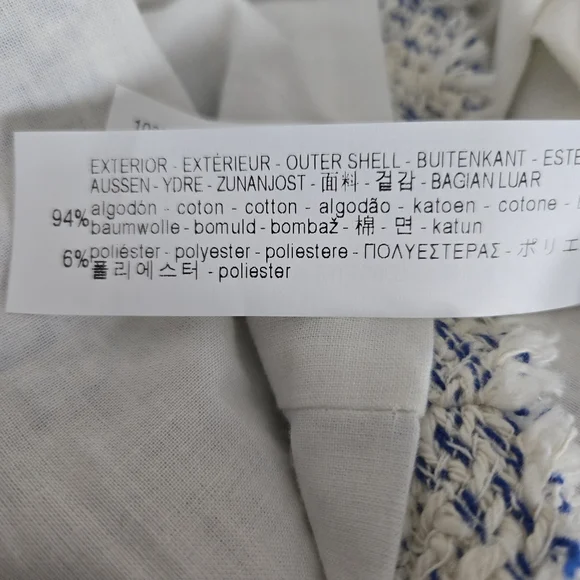 EXTERIOR - EXTÉRIEUR - OUTER SHELL - BUITENKANT -
AUSSEN - YDRE - ZUNANJOST - 面料 - 겉감 - BAGIAN LUAR
94% algodón - coton - cotton - algodão - katoen - cotone -
baumwolle - bomuld - bombaž - 棉 - 면 - katun
6% poliéster - polyester - poliestere - ΠΟΛΥΕΣΤΕΡΑΣ -
폴리에스터 - poliester